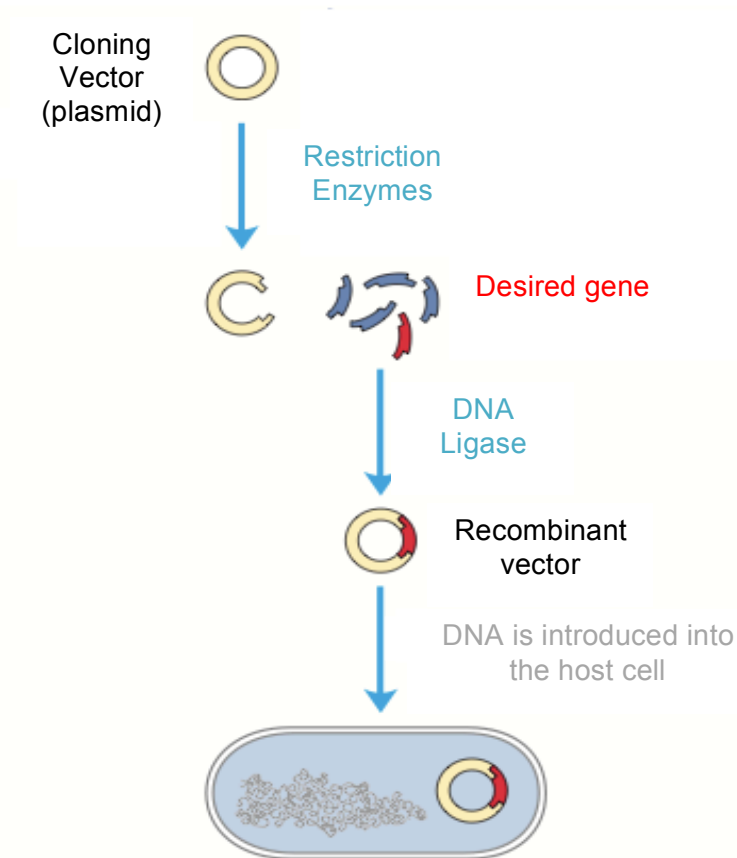 Cloning
Vector
(plasmid)
Restriction
Enzymes
Desired gene
DNA
Ligase
Recombinant
vector
DNA is introduced into
the host cell